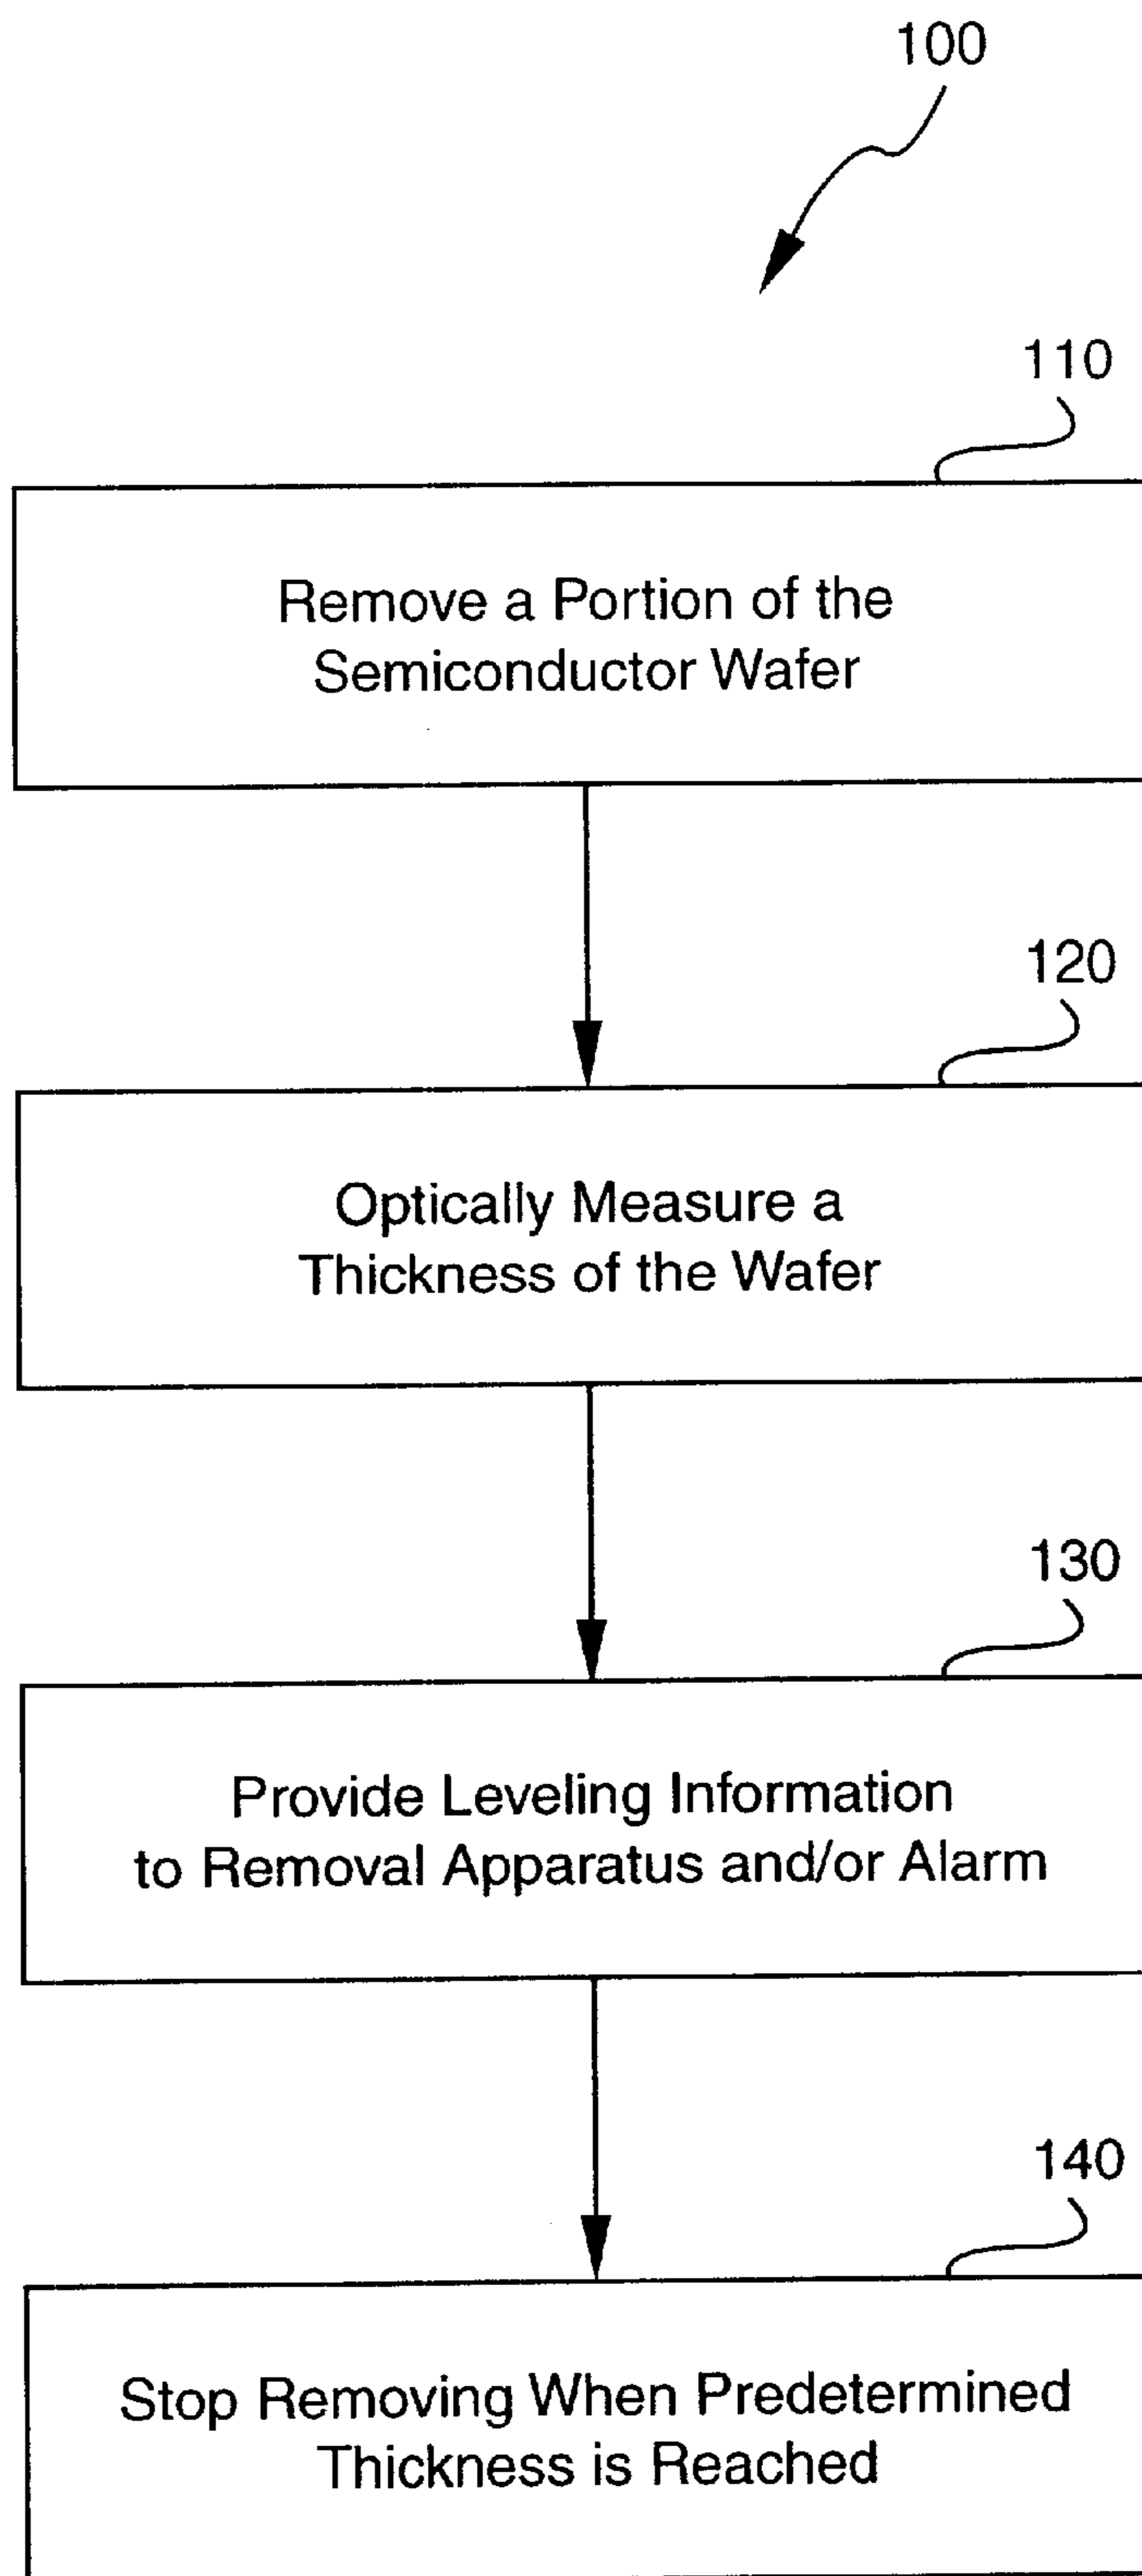 100
110
Remove a Portion of the
Semiconductor Wafer
120
Optically Measure a
Thickness of the Wafer
130
Provide Leveling Information
to Removal Apparatus and/or Alarm
140
Stop Removing When Predetermined
Thickness is Reached